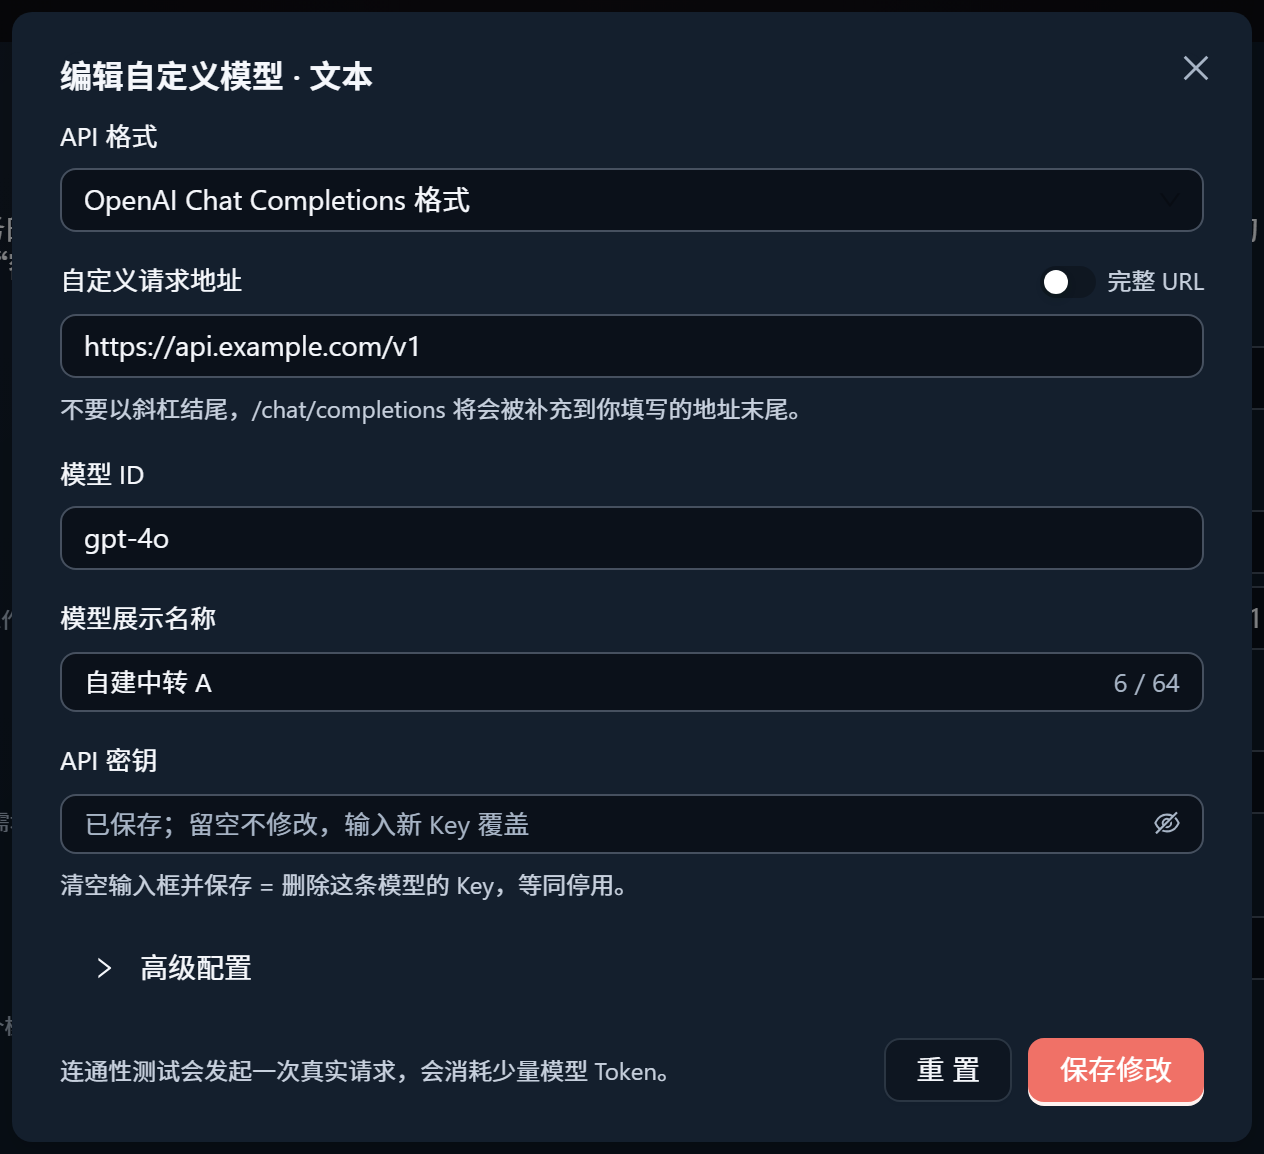 编辑自定义模型 · 文本
API 格式
OpenAI Chat Completions 格式
自定义请求地址
完整 URL
https://api.example.com/v1
不要以斜杠结尾，/chat/completions 将会被补充到你填写的地址末尾。
模型 ID
gpt-4o
模型展示名称
自建中转 A
6 / 64
API 密钥
已保存；留空不修改，输入新 Key 覆盖
清空输入框并保存 = 删除这条模型的 Key，等同停用。
高级配置
连通性测试会发起一次真实请求，会消耗少量模型 Token。
重 置
保存修改